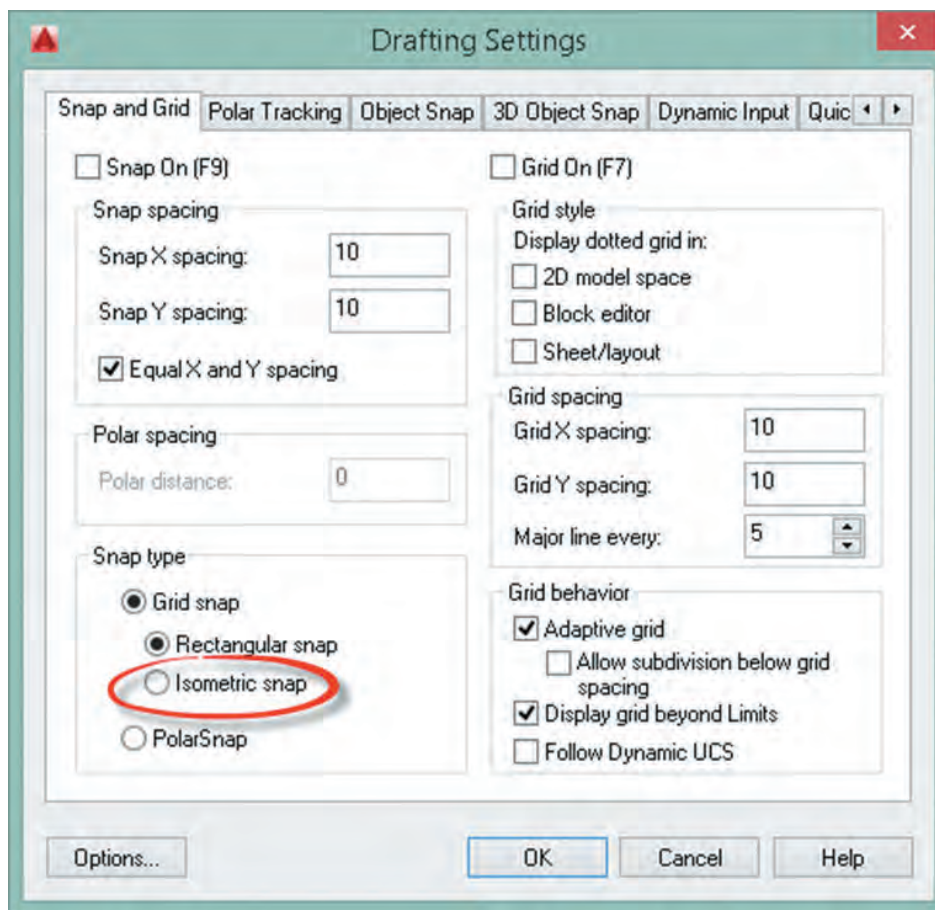 Drafting Settings
Snap and Grid
Polar Tracking
Object Snap
3D Object Snap
Dynamic Input
Quic
Snap On (F9)
Snap spacing
Snap X spacing:
10
Snap Y spacing:
10
Equal X and Y spacing
Polar spacing
Polar distance:
0
Snap type
Grid snap
Rectangular snap
Isometric snap
PolarSnap
Grid On (F7)
Grid style
Display dotted grid in:
2D model space
Block editor
Sheet/layout
Grid spacing
Grid X spacing:
10
Grid Y spacing:
10
Major line every:
5
Grid behavior
Adaptive grid
Allow subdivision below grid
spacing
Display grid beyond Limits
Follow Dynamic UCS
Options...
OK
Cancel
Help